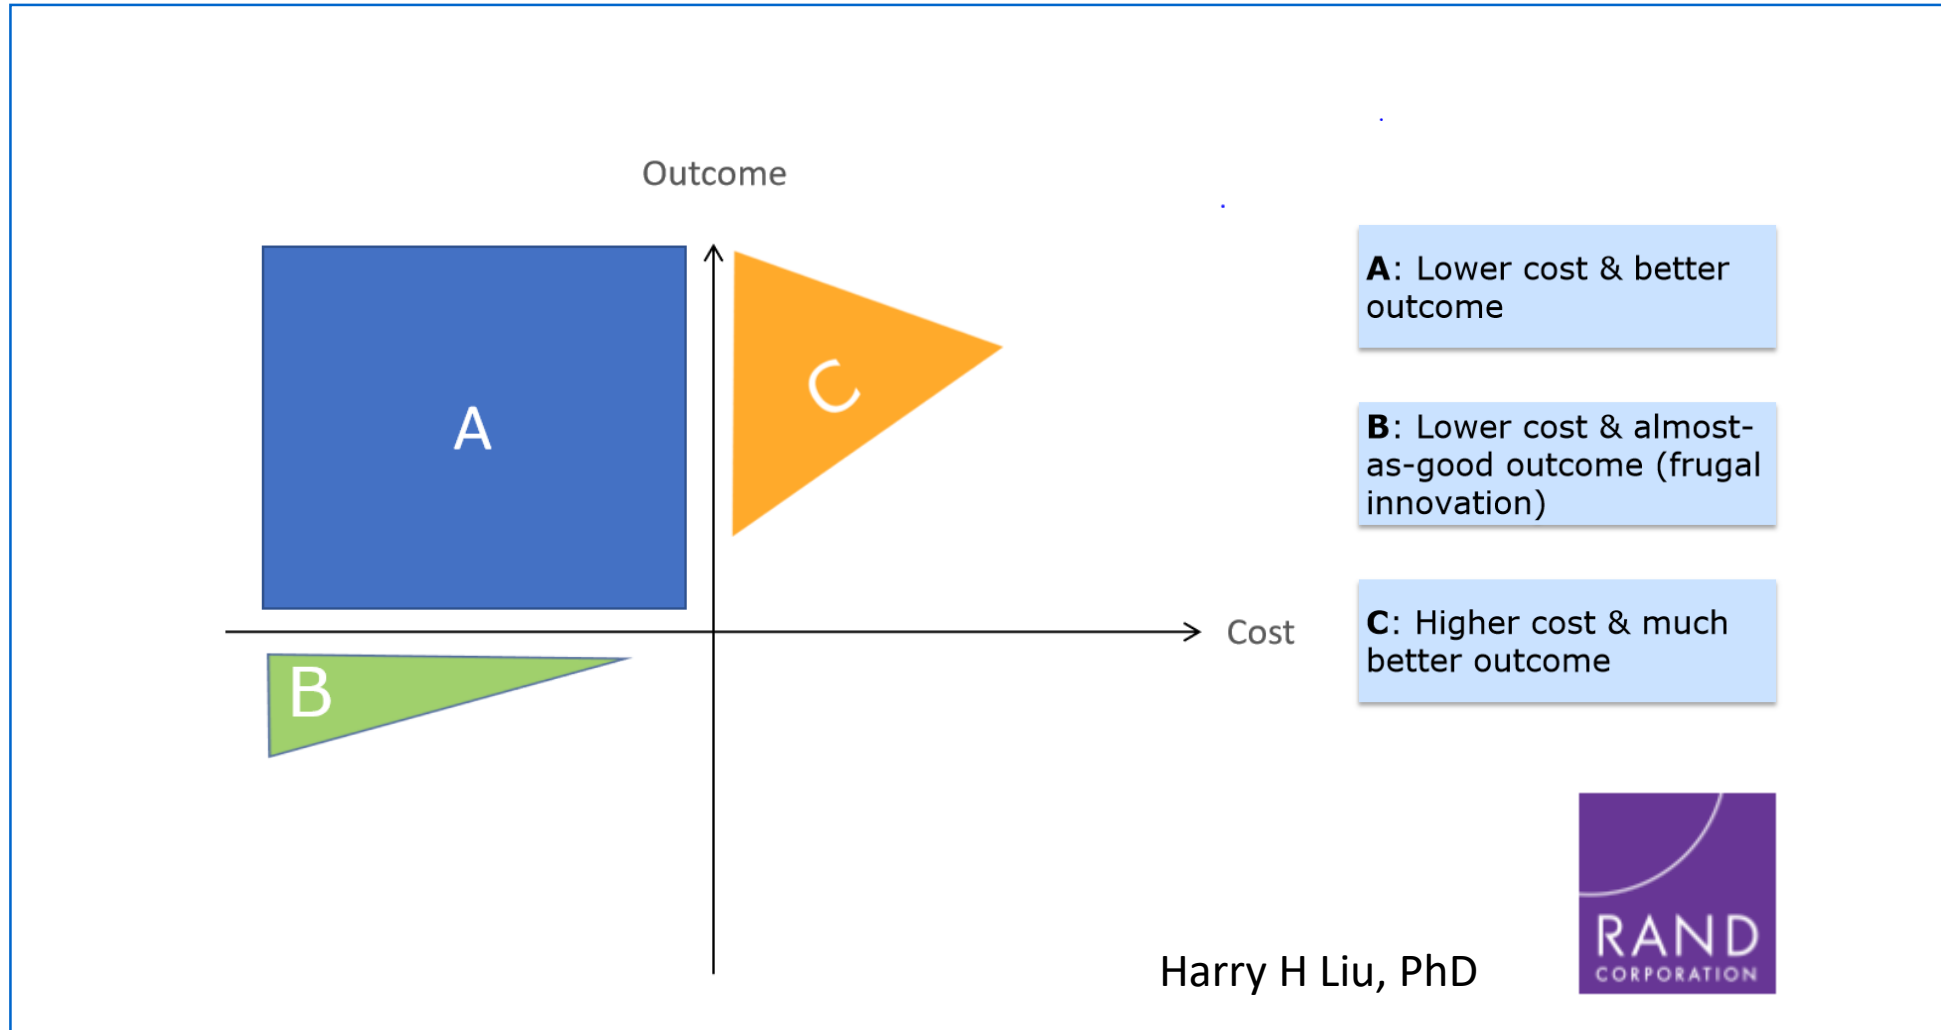 Outcome
A
C
B
Cost
A: Lower cost & better
outcome
B: Lower cost & almost-
as-good outcome (frugal
innovation)
C: Higher cost & much
better outcome
Harry H Liu, PhD
RAND
CORPORATION